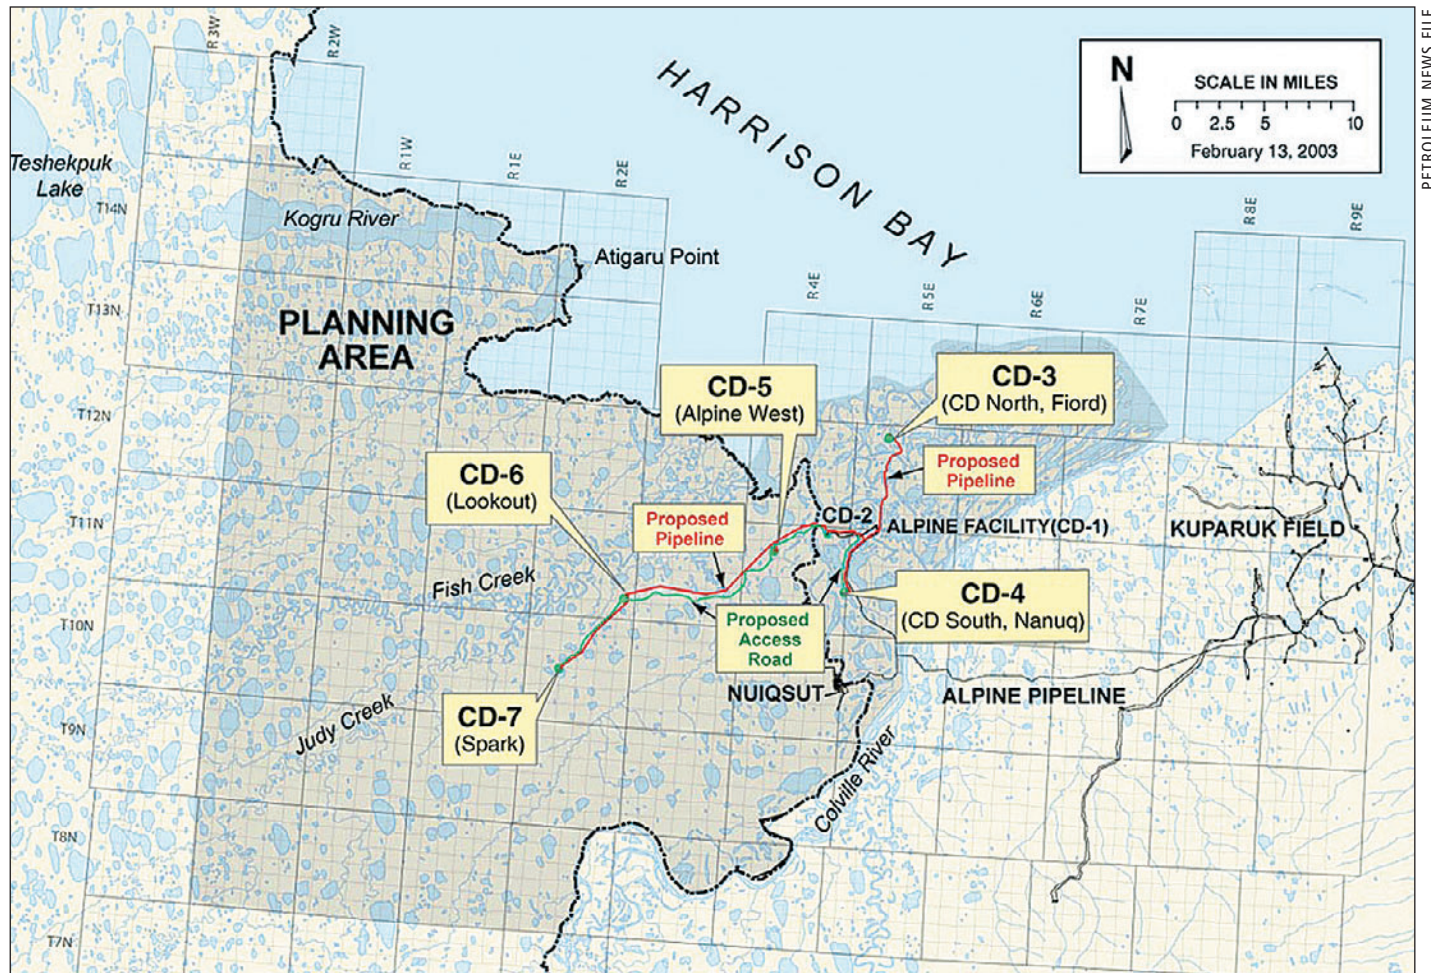 PETROLEUM NEWS FILE
N
SCALE IN MILES
0 2.5 5 10
February 13, 2003
HARRISON BAY
R3W
R2W
R1W
R1E
R2E
R4E
R5E
R6E
R7E
R8E
R9E
Teshekpuk
Lake
T14N
Kogru River
Atigaru Point
T13N
PLANNING
AREA
T12N
CD-5
(Alpine West)
CD-3
(CD North, Fiord)
CD-6
(Lookout)
Proposed
Pipeline
T11N
Proposed
Pipeline
CD-2
ALPINE FACILITY(CD-1)
KUPARUK FIELD
Fish Creek
CD-4
(CD South, Nanuq)
T10N
Proposed
Access
Road
NUIQSUT
ALPINE PIPELINE
CD-7
(Spark)
Judy Creek
T9N
Colville River
T8N
T7N